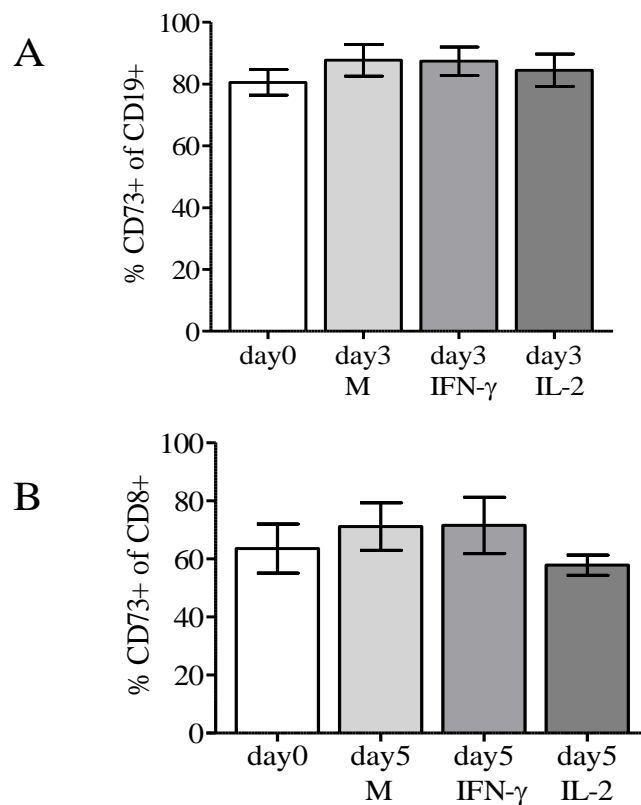 A
% CD73+ of CD19+
100
80
60
40
20
0
day0 day3 day3 day3
M IFN-γ IL-2
B
% CD73+ of CD8+
100
80
60
40
20
0
day0 day5 day5 day5
M IFN-γ IL-2